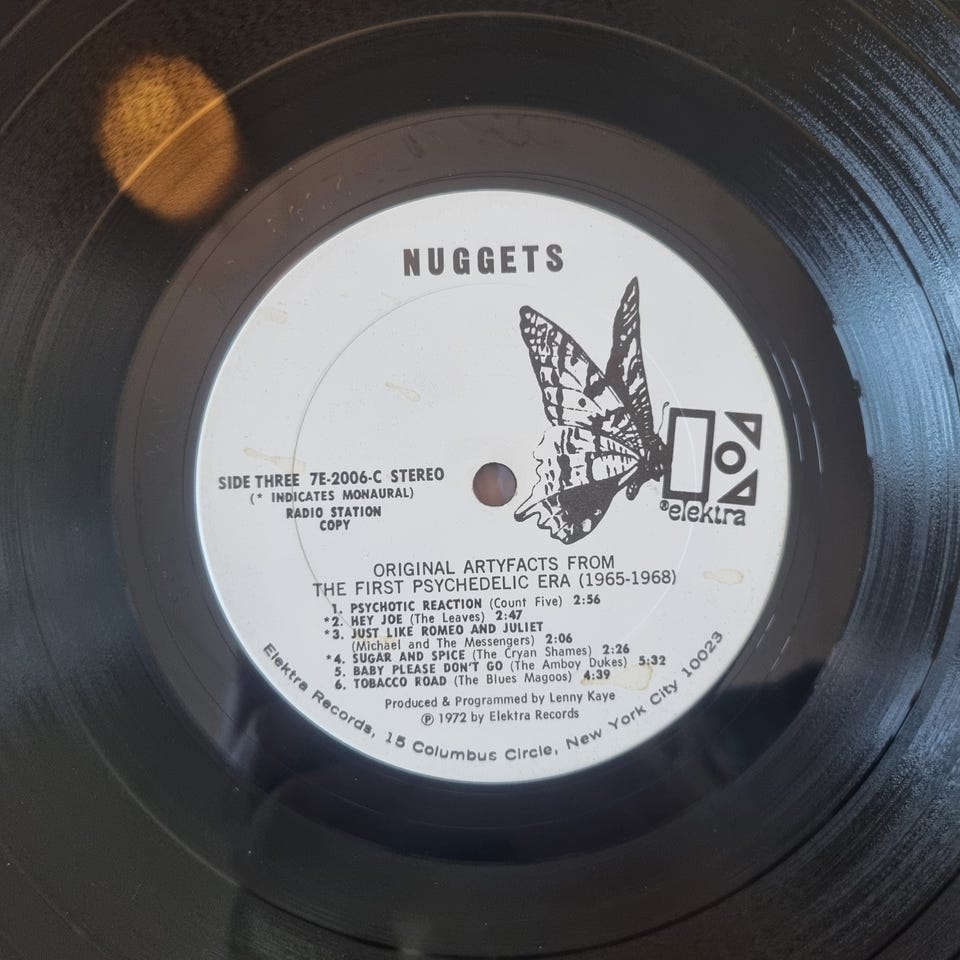 NUGGETS
®elektra
SIDE THREE 7E-2006-C STEREO
(* INDICATES MONAURAL)
RADIO STATION
COPY
ORIGINAL ARTYFACTS FROM
THE FIRST PSYCHEDELIC ERA (1965-1968)
1. PSYCHOTIC REACTION (Count Five) 2:56
*2. HEY JOE (The Leaves) 2:47
*3. JUST LIKE ROMEO AND JULIET
(Michael and The Messengers) 2:06
*4. SUGAR AND SPICE (The Cryan Shames) 2:26
5. BABY PLEASE DON'T GO (The Amboy Dukes) 5:32
6. TOBACCO ROAD (The Blues Magoos) 4:39
Produced & Programmed by Lenny Kaye
℗ 1972 by Elektra Records
Elektra Records, 15 Columbus Circle, New York City 10023